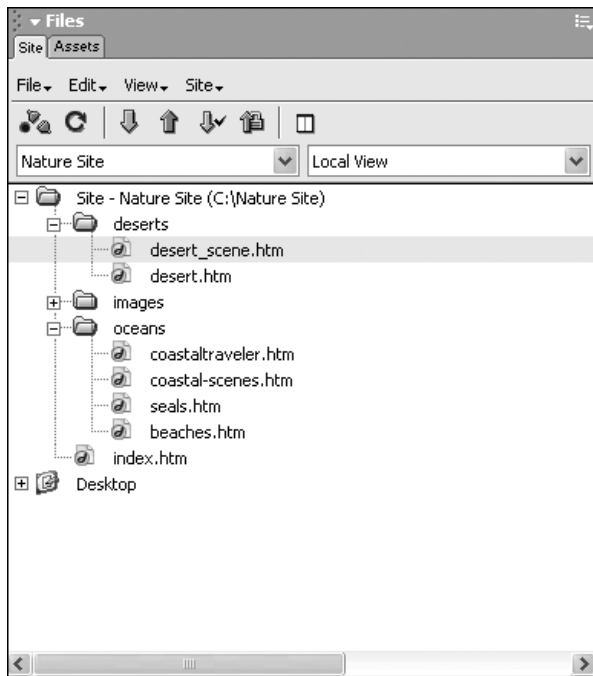 Files
Site Assets
File Edit View Site
Nature Site Local View
Site - Nature Site (C:\Nature Site)
deserts
desert_scene.htm
desert.htm
images
oceans
coastaltraveler.htm
coastal-scenes.htm
seals.htm
beaches.htm
index.htm
Desktop